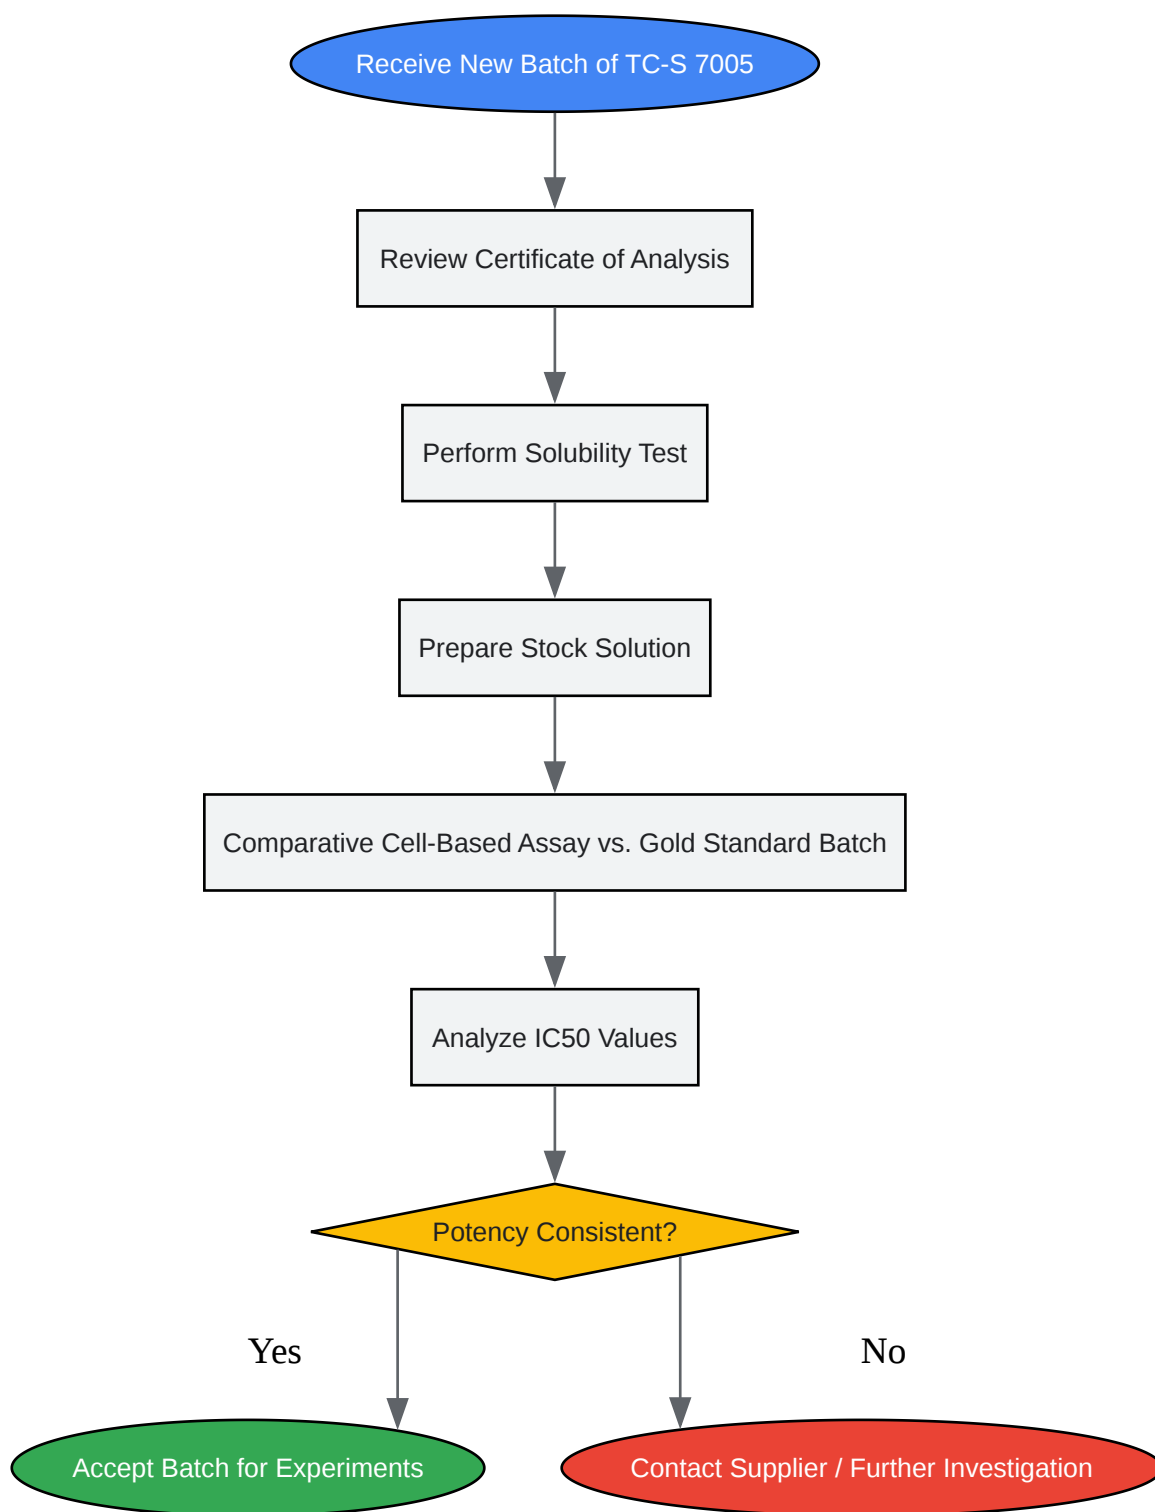 Receive New Batch of TC-S 7005
Review Certificate of Analysis
Perform Solubility Test
Prepare Stock Solution
Comparative Cell-Based Assay vs. Gold Standard Batch
Analyze IC50 Values
Potency Consistent?
Yes
No
Accept Batch for Experiments
Contact Supplier / Further Investigation